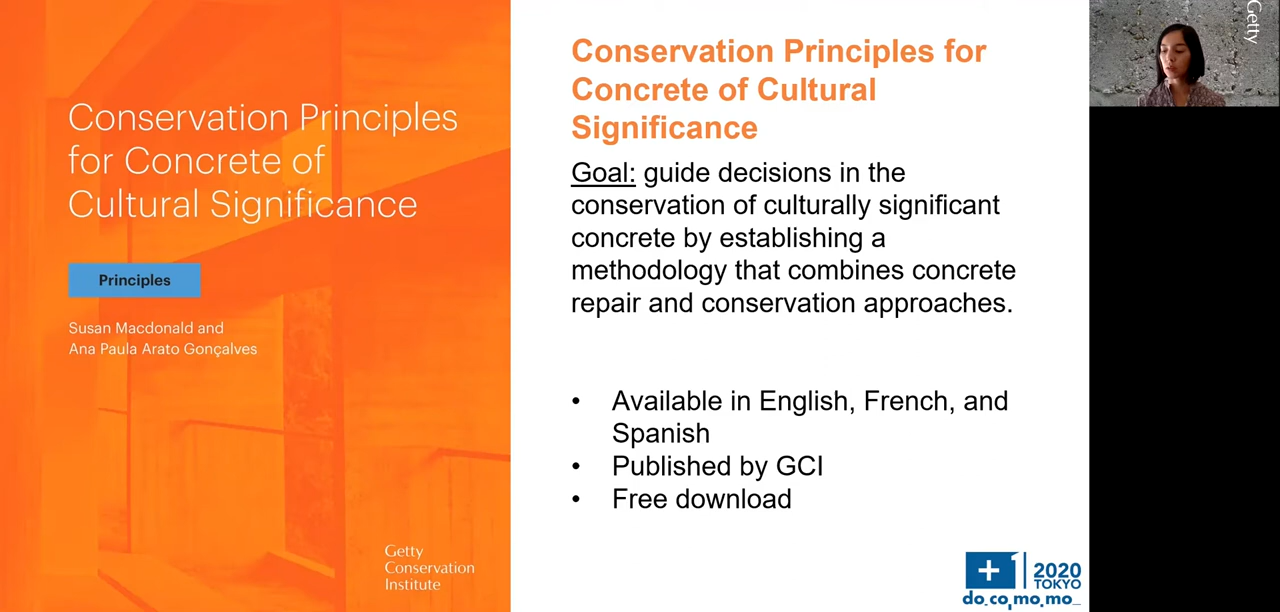 Conservation Principles
for Concrete of
Cultural Significance
Principles
Susan Macdonald and
Ana Paula Arato Gonçalves
Getty
Conservation
Institute
Conservation Principles for
Concrete of Cultural
Significance
Goal: guide decisions in the
conservation of culturally significant
concrete by establishing a
methodology that combines concrete
repair and conservation approaches.
• Available in English, French, and
Spanish
• Published by GCI
• Free download
+1 2020
TOKYO
do_co,mo,mo_
Getty